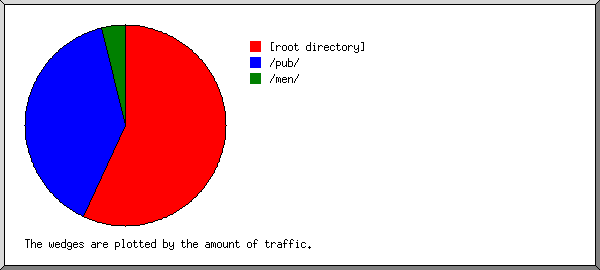 [root directory]
/pub/
/men/
The wedges are plotted by the amount of traffic.